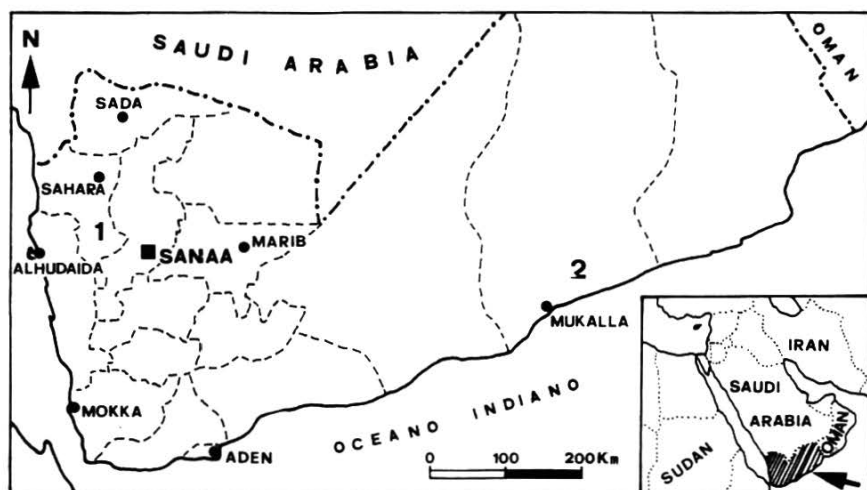 N
SAUDI ARABIA
OMAN
SADA
SAHARA
1
SANAA
MARIB
ALHUDAIDA
2
MUKALLA
MOKKA
ADEN
OCEANO INDIANO
0 100 200Km
IRAN
SAUDI
ARABIA
OMAN
SUDAN